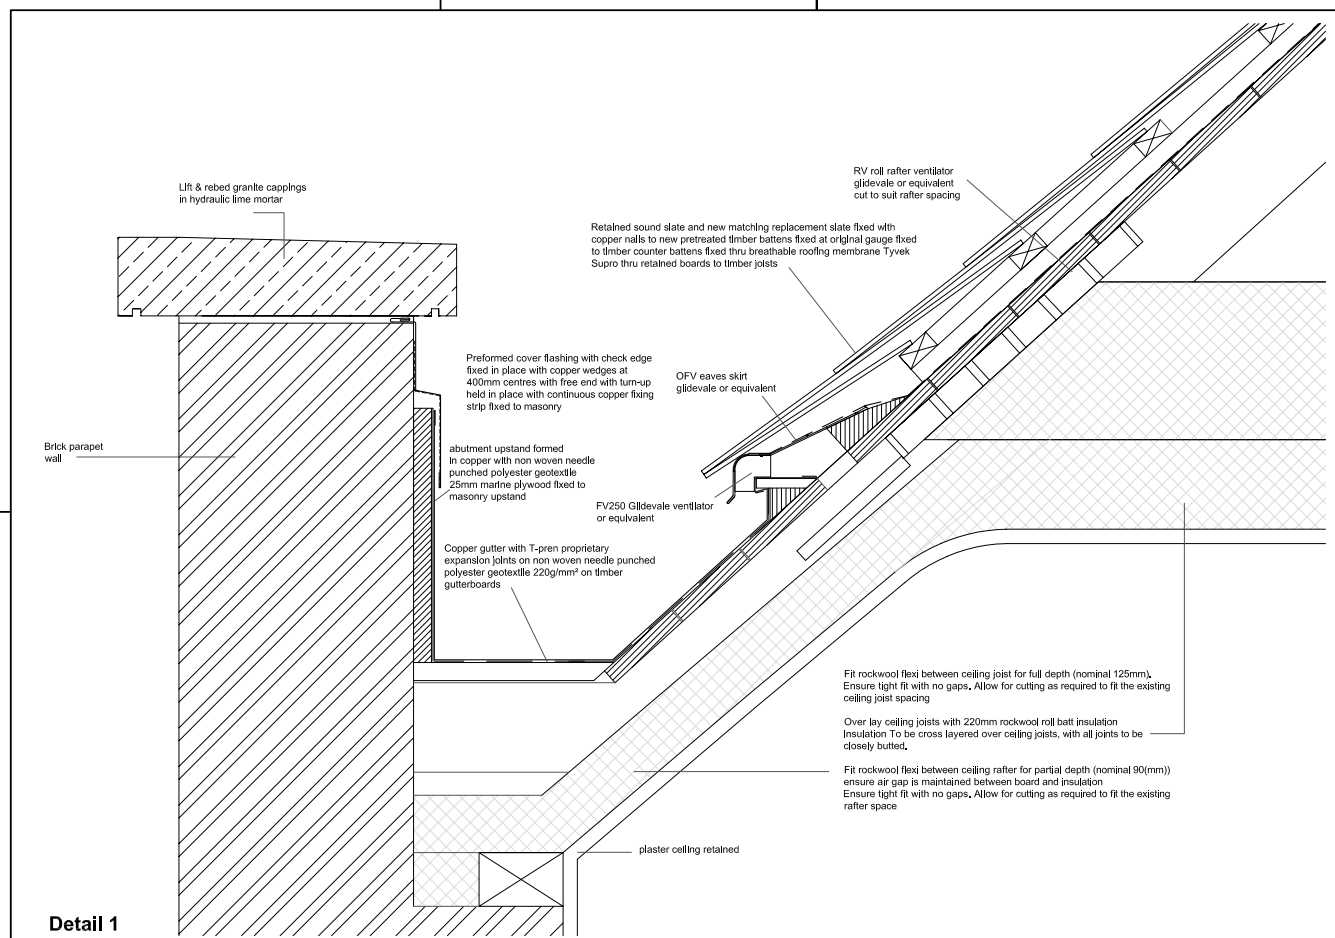 Lift & rebed granite cappings
in hydraulic lime mortar
RV roll rafter ventilator
glidevale or equivalent
cut to suit rafter spacing
Retained sound slate and new matching replacement slate fixed with
copper nails to new pretreated timber battens fixed at original gauge fixed
to timber counter battens fixed thru breathable roofing membrane Tyvek
Supro thru retained boards to timber joists
Preformed cover flashing with check edge
fixed in place with copper wedges at
400mm centres with free end with turn-up
held in place with continuous copper fixing
strip fixed to masonry
OFV eaves skirt
glidevale or equivalent
Brick parapet
wall
abutment upstand formed
in copper with non woven needle
punched polyester geotextile
25mm marine plywood fixed to
masonry upstand
FV250 Glidevale ventilator
or equivalent
Copper gutter with T-pren proprietary
expansion joints on non woven needle punched
polyester geotextile 220g/mm² on timber
gutterboards
Fit rockwool flexi between ceiling joist for full depth (nominal 125mm).
Ensure tight fit with no gaps. Allow for cutting as required to fit the existing
ceiling joist spacing
Over lay ceiling joists with 220mm rockwool roll batt insulation
Insulation To be cross layered over ceiling joists, with all joints to be
closely butted.
Fit rockwool flexi between ceiling rafter for partial depth (nominal 90(mm))
ensure air gap is maintained between board and insulation
Ensure tight fit with no gaps. Allow for cutting as required to fit the existing
rafter space
plaster ceiling retained
Detail 1